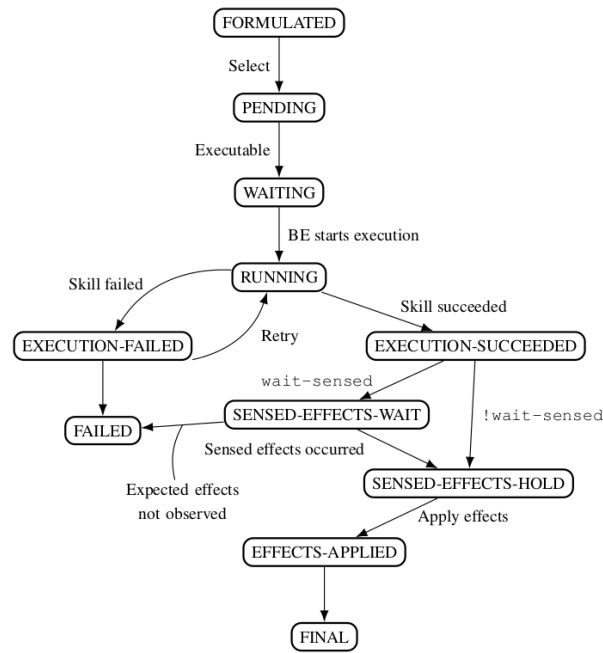 FORMULATED
Select
PENDING
Executable
WAITING
BE starts execution
RUNNING
Skill failed
Skill succeeded
Retry
EXECUTION-FAILED
EXECUTION-SUCCEEDED
wait-sensed
!wait-sensed
SENSED-EFFECTS-WAIT
FAILED
Sensed effects occurred
Expected effects
not observed
SENSED-EFFECTS-HOLD
Apply effects
EFFECTS-APPLIED
FINAL